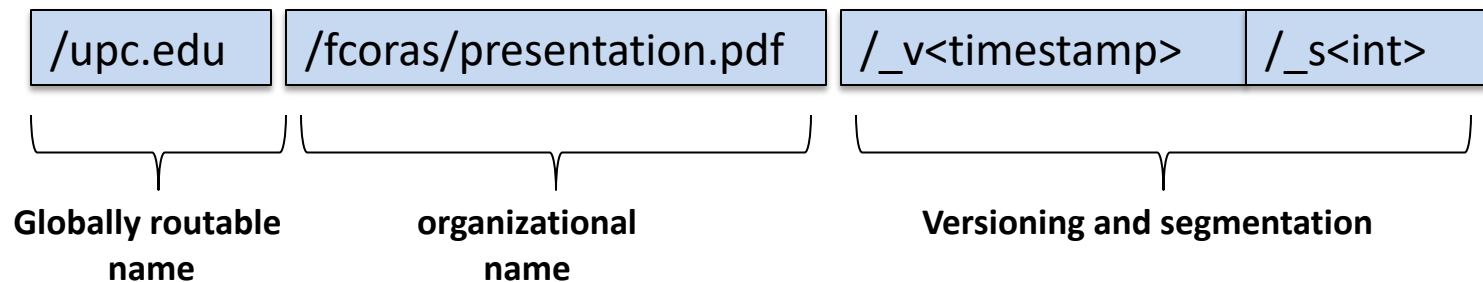 /upc.edu /fcoras/presentation.pdf /_v<timestamp> /_s<int>
Globally routable name
organizational name
Versioning and segmentation